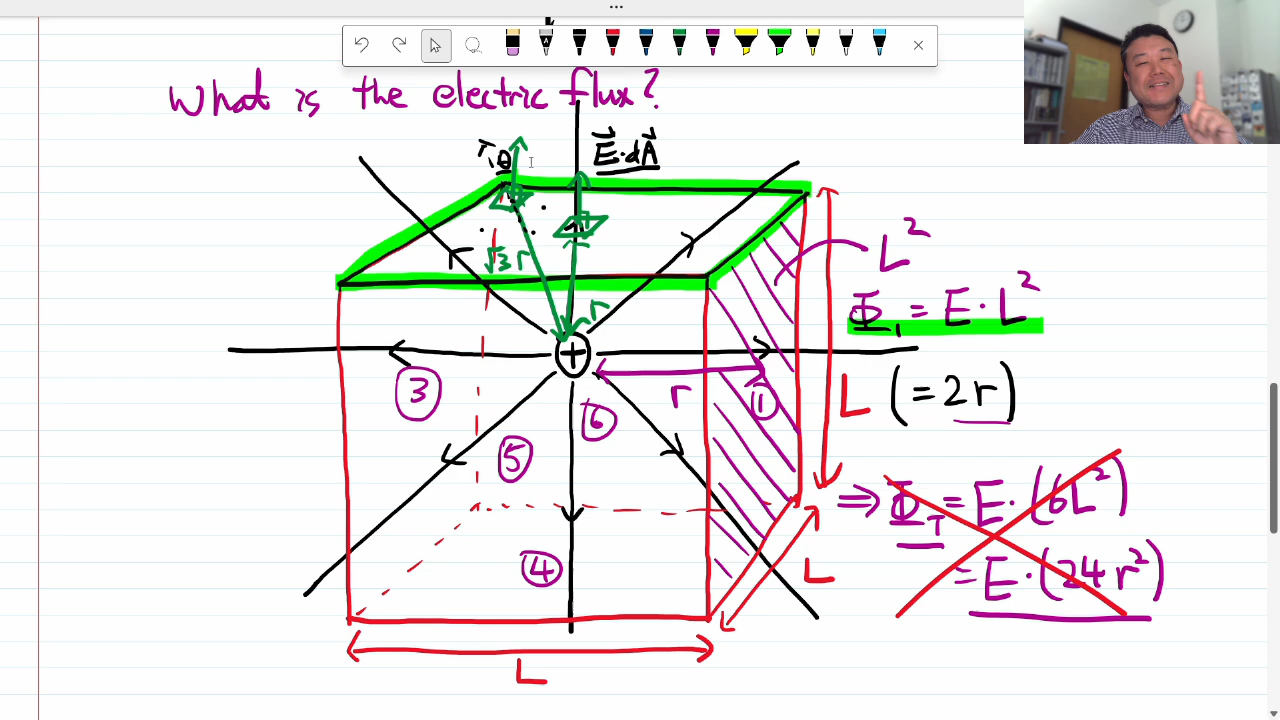 What is the electric flux?
θ
E⃗·dA⃗
√3 r
r
L²
Φ₁ = E·L²
L (= 2r)
+
③
r
①
⑥
⑤
④
⇒ Φ_T = E·(6L²)
= E·(24r²)
L
L